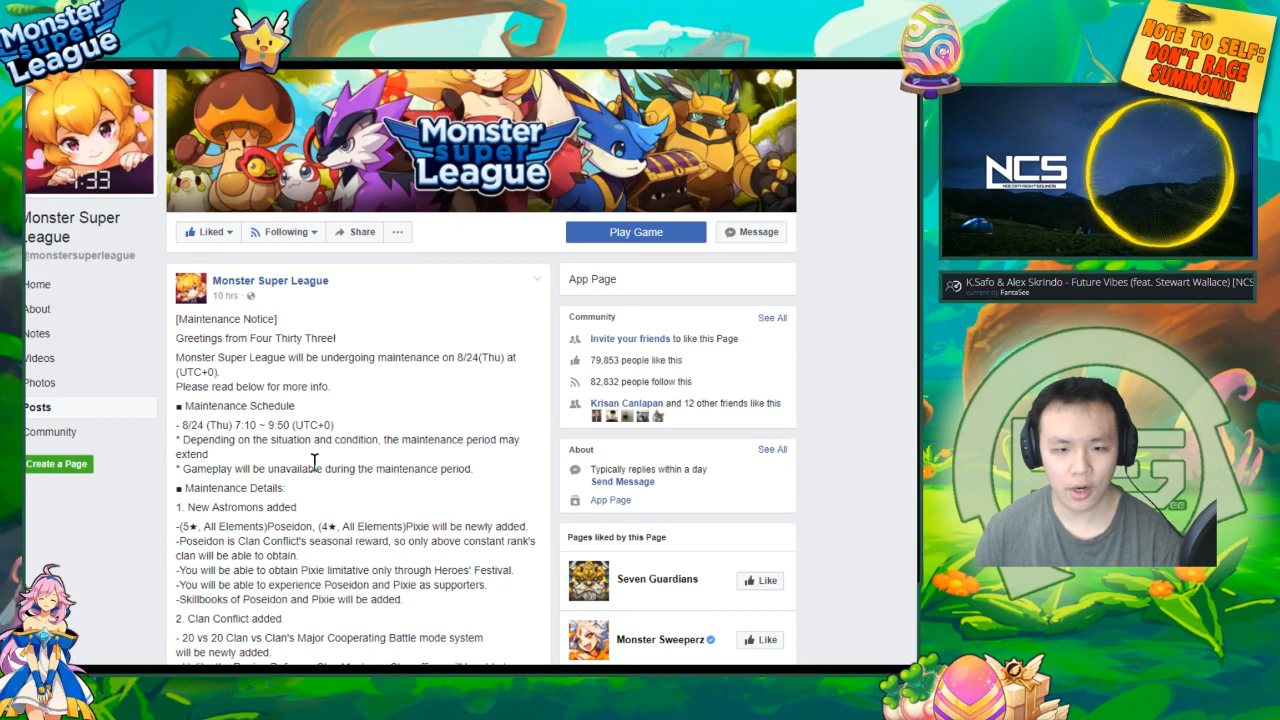 Monster
Super
League
NOTE TO SELF:
DON'T RAGE
SUMMON!!
4:33
Monster
super
League
NCS
NOCOPYRIGHTSOUNDS
Monster Super
League
@monstersuperleague
Home
About
Notes
Videos
Photos
Posts
Community
Create a Page
Liked
Following
Share
Play Game
Message
Monster Super League
10 hrs ·
[Maintenance Notice]
Greetings from Four Thirty Three!
Monster Super League will be undergoing maintenance on 8/24(Thu) at
(UTC+0).
Please read below for more info.
■ Maintenance Schedule
- 8/24 (Thu) 7:10 ~ 9:50 (UTC+0)
* Depending on the situation and condition, the maintenance period may
extend
* Gameplay will be unavailable during the maintenance period.
■ Maintenance Details:
1. New Astromons added
-(5★, All Elements)Poseidon, (4★, All Elements)Pixie will be newly added.
-Poseidon is Clan Conflict's seasonal reward, so only above constant rank's
clan will be able to obtain.
-You will be able to obtain Pixie limitative only through Heroes' Festival.
-You will be able to experience Poseidon and Pixie as supporters.
-Skillbooks of Poseidon and Pixie will be added.
2. Clan Conflict added
- 20 vs 20 Clan vs Clan's Major Cooperating Battle mode system
will be newly added.
App Page
Community
See All
Invite your friends to like this Page
79,853 people like this
82,832 people follow this
Krisan Canlapan and 12 other friends like this
About
See All
Typically replies within a day
Send Message
App Page
Pages liked by this Page
Seven Guardians
Like
Monster Sweeperz
Like
K.Safo & Alex Skrindo - Future Vibes (feat. Stewart Wallace) [NCS
current dj FantaSee